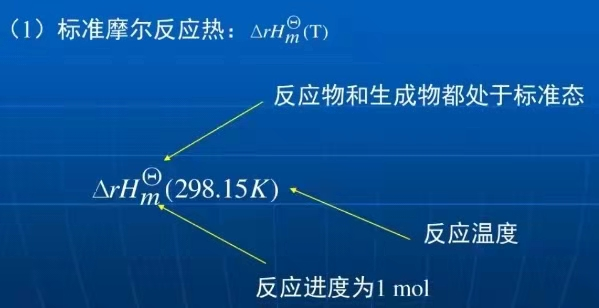 （1）标准摩尔反应热：ΔrHmΘ(T)
反应物和生成物都处于标准态
ΔrHmΘ(298.15K)
反应温度
反应进度为1 mol